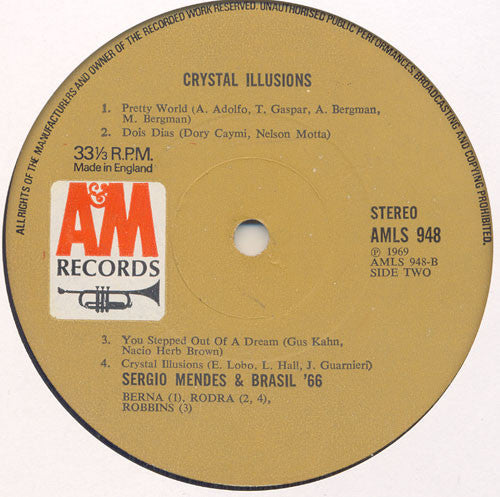 ALL RIGHTS OF THE MANUFACTURERS AND OWNER OF THE RECORDED WORK RESERVED. UNAUTHORISED PUBLIC PERFORMANCES BROADCASTING AND COPYING PROHIBITED.
CRYSTAL ILLUSIONS
1. Pretty World (A. Adolfo, T. Gaspar, A. Bergman,
M. Bergman)
2. Dois Dias (Dory Caymi, Nelson Motta)
33⅓ R.P.M.
Made in England
A&M
RECORDS
STEREO
AMLS 948
Ⓟ 1969
AMLS 948-B
SIDE TWO
3. You Stepped Out Of A Dream (Gus Kahn,
Nacio Herb Brown)
4. Crystal Illusions (E. Lobo, L. Hall, J. Guarnieri)
SERGIO MENDES & BRASIL '66
BERNA (1), RODRA (2, 4),
ROBBINS (3)